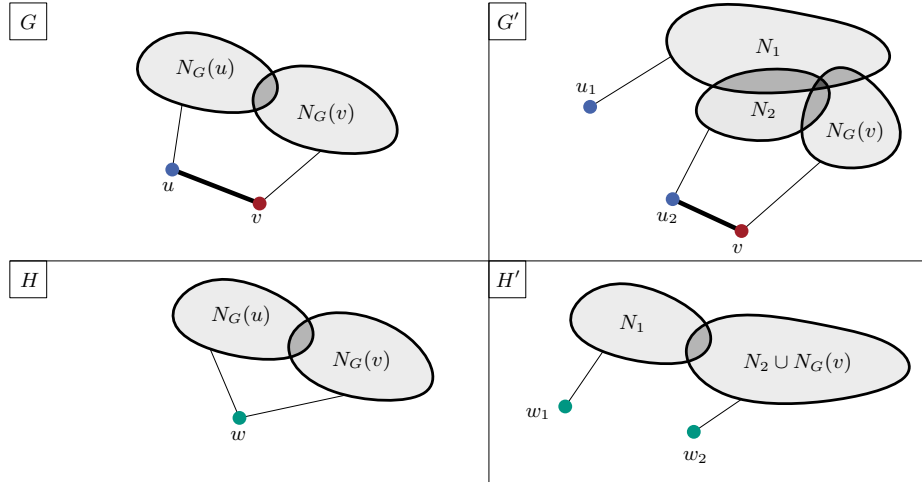 G
N_G(u)
N_G(v)
u
v
G′
N_1
u_1
N_2
N_G(v)
u_2
v
H
N_G(u)
N_G(v)
w
H′
N_1
N_2 ∪ N_G(v)
w_1
w_2